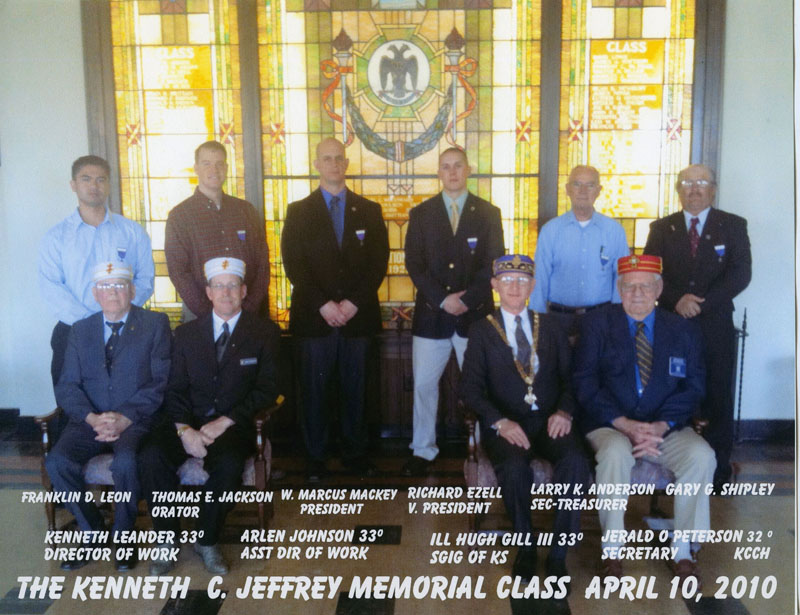 CLASS
CLASS
FRANKLIN D. LEON THOMAS E. JACKSON W. MARCUS MACKEY RICHARD EZELL LARRY K. ANDERSON GARY G. SHIPLEY
ORATOR PRESIDENT V. PRESIDENT SEC-TREASURER
KENNETH LEANDER 33° ARLEN JOHNSON 33° ILL HUGH GILL III 33° JERALD O PETERSON 32°
DIRECTOR OF WORK ASST DIR OF WORK SGIG OF KS SECRETARY KCCH
THE KENNETH C. JEFFREY MEMORIAL CLASS APRIL 10, 2010